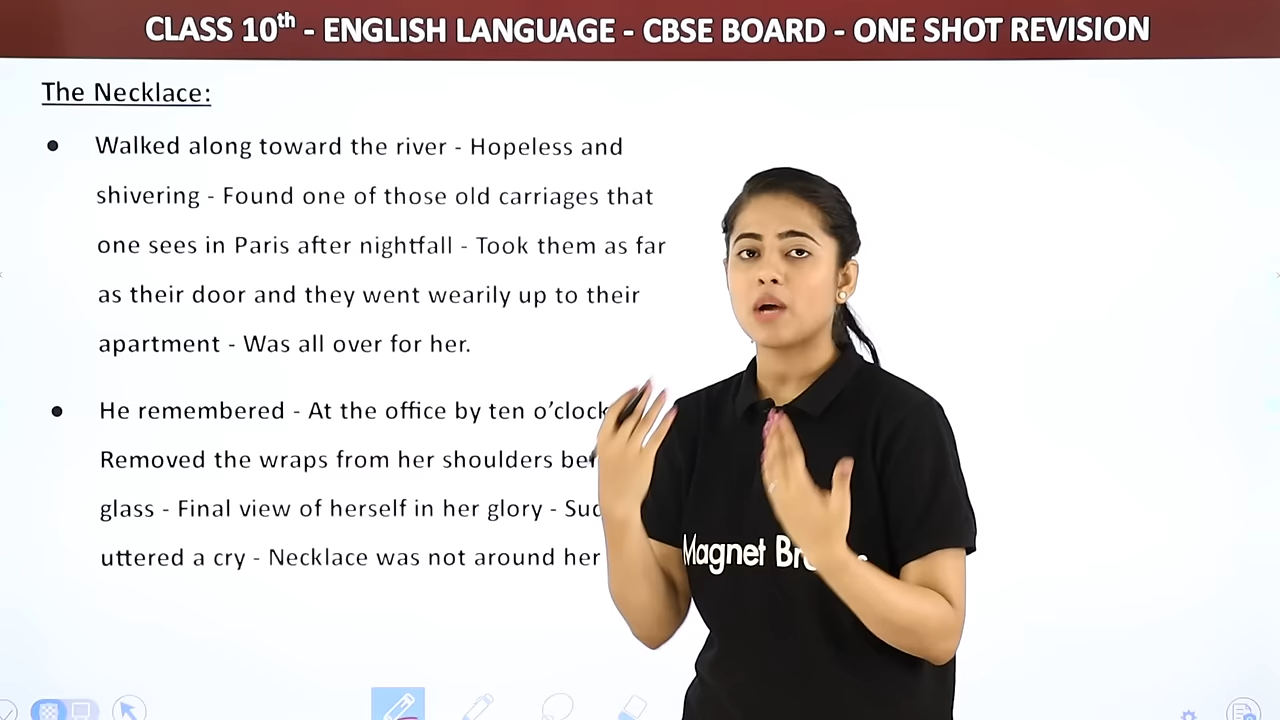 CLASS 10th - ENGLISH LANGUAGE - CBSE BOARD - ONE SHOT REVISION
The Necklace:
● Walked along toward the river - Hopeless and
shivering - Found one of those old carriages that
one sees in Paris after nightfall - Took them as far
as their door and they went wearily up to their
apartment - Was all over for her.
● He remembered - At the office by ten o’clock
Removed the wraps from her shoulders
glass - Final view of herself in her glory -
uttered a cry - Necklace was not around her
Magnet